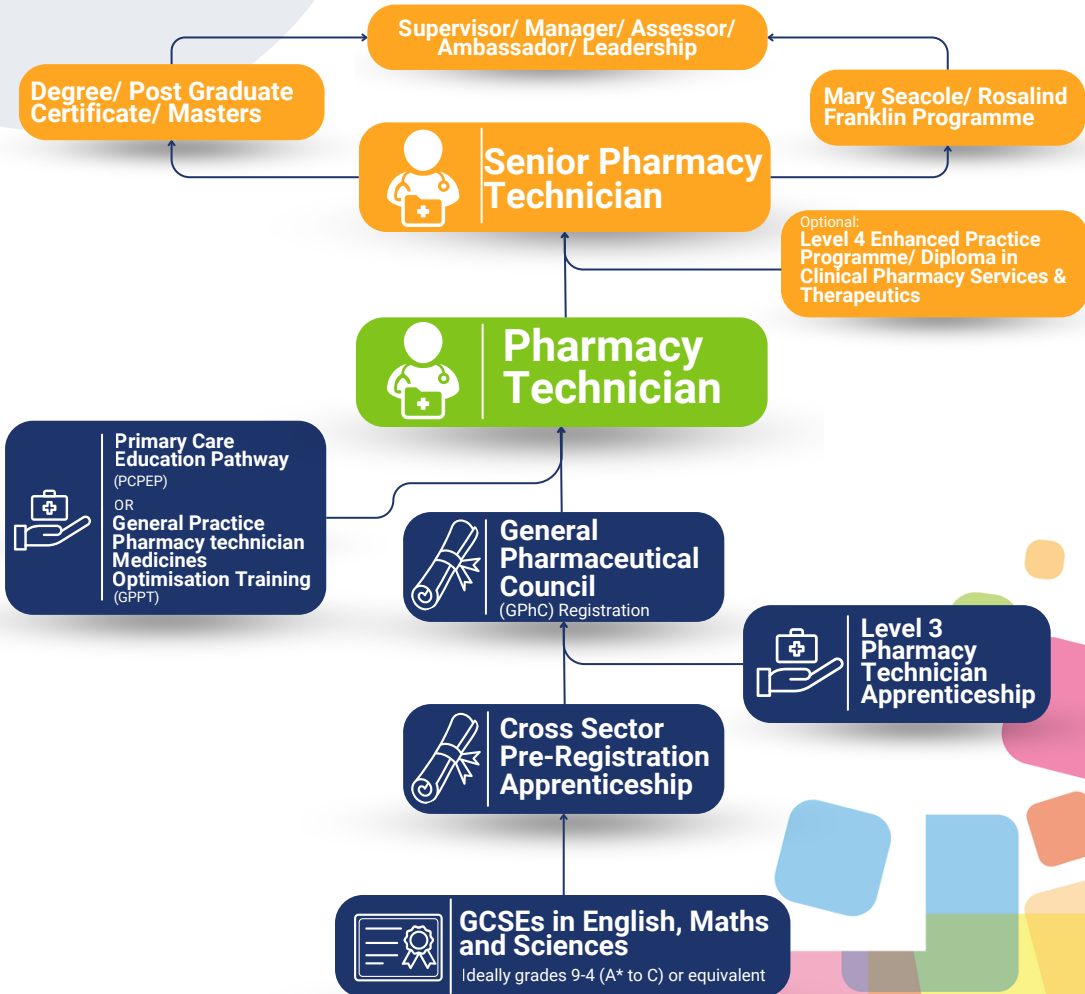 Supervisor/ Manager/ Assessor/
Ambassador/ Leadership
Degree/ Post Graduate
Certificate/ Masters
Mary Seacole/ Rosalind
Franklin Programme
Senior Pharmacy
Technician
Optional:
Level 4 Enhanced Practice
Programme/ Diploma in
Clinical Pharmacy Services &
Therapeutics
Pharmacy
Technician
Primary Care
Education Pathway
(PCPEP)
OR
General Practice
Pharmacy technician
Medicines
Optimisation Training
(GPPT)
General
Pharmaceutical
Council
(GPhC) Registration
Level 3
Pharmacy
Technician
Apprenticeship
Cross Sector
Pre-Registration
Apprenticeship
GCSEs in English, Maths
and Sciences
Ideally grades 9-4 (A* to C) or equivalent